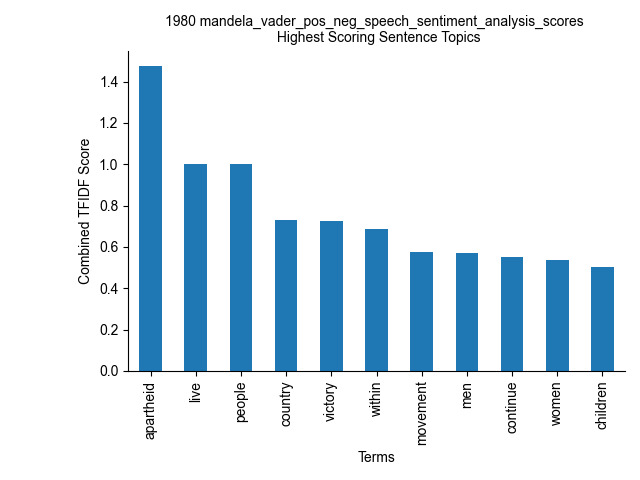 1980 mandela_vader_pos_neg_speech_sentiment_analysis_scores
Highest Scoring Sentence Topics
Combined TFIDF Score
1.4
1.2
1.0
0.8
0.6
0.4
0.2
0.0
apartheid
live
people
country
victory
within
movement
men
continue
women
children
Terms